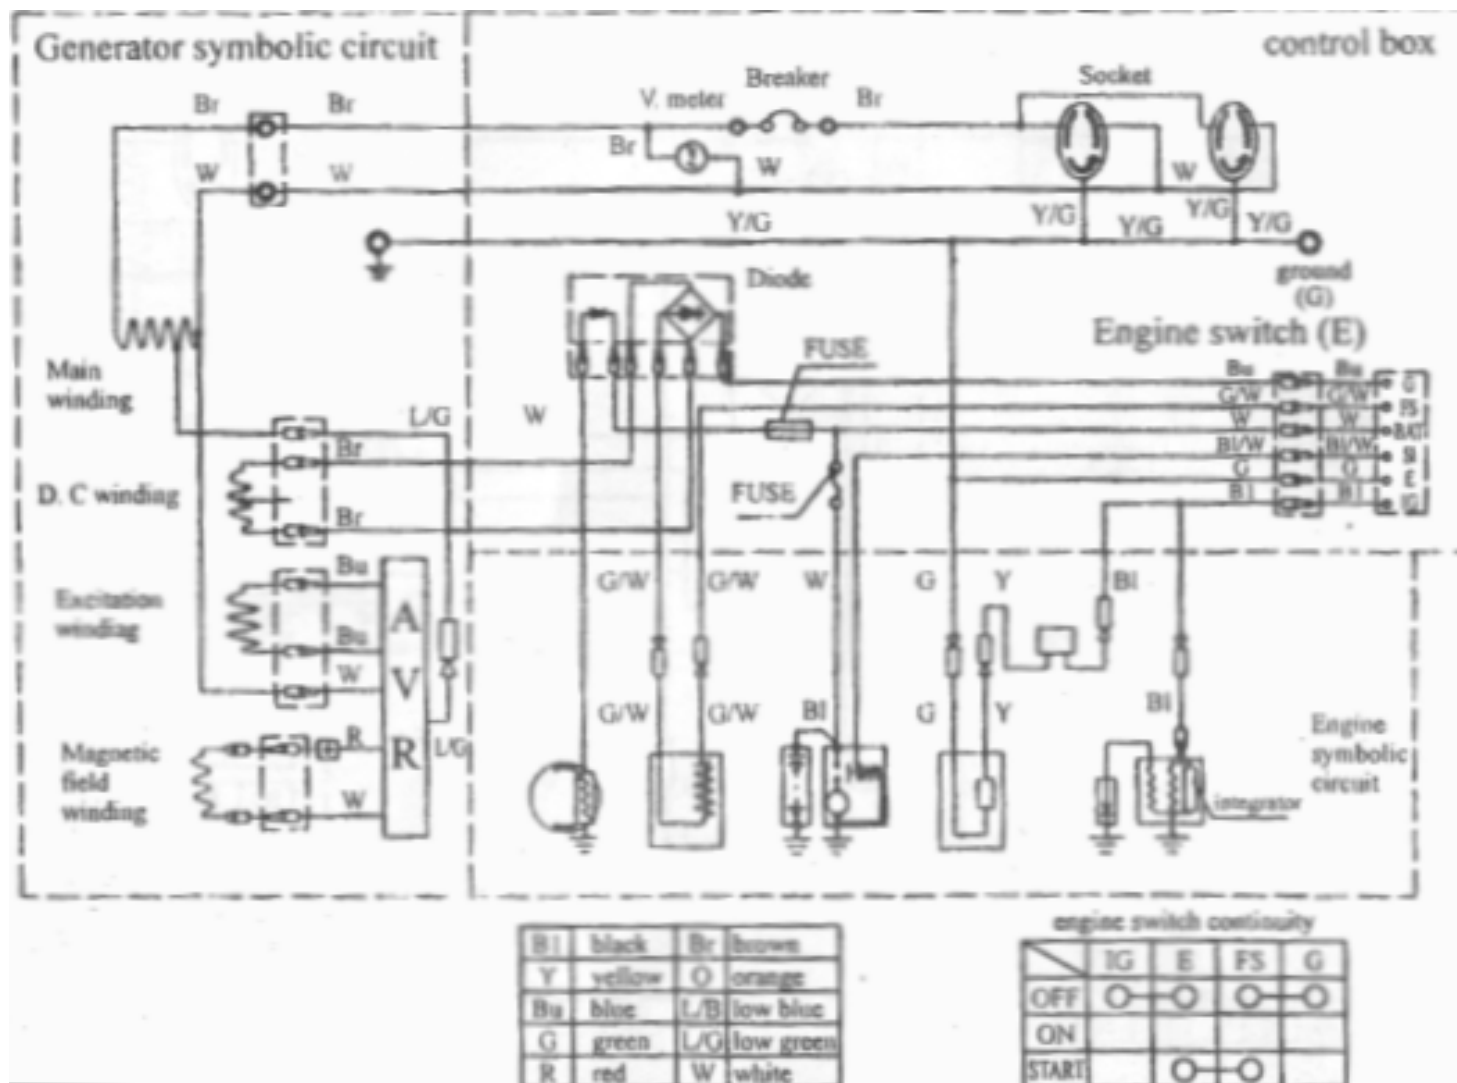 Generator symbolic circuit
control box
Br
Br
V. meter
Breaker
Br
Socket
Br
W
W
W
W
Y/G
Y/G
Y/G
Y/G
Y/G
ground
(G)
Diode
Engine switch (E)
FUSE
Main
winding
L/G
W
Bu
Bu
G
G/W
G/W
FS
W
W
BAT
Bl/W
Bl/W
G
G
E
Bl
Bl
IG
Br
D. C winding
FUSE
Br
Excitation
winding
Bu
Bu
W
A
V
R
G/W
G/W
W
G
Y
Bl
G/W
G/W
Bl
G
Y
Bl
Magnetic
field
winding
R
L/G
W
Engine
symbolic
circuit
integrator
Bl black Br brown
Y yellow O orange
Bu blue L/B low blue
G green L/G low green
R red W white
engine switch continuity
IG E FS G
OFF
ON
START